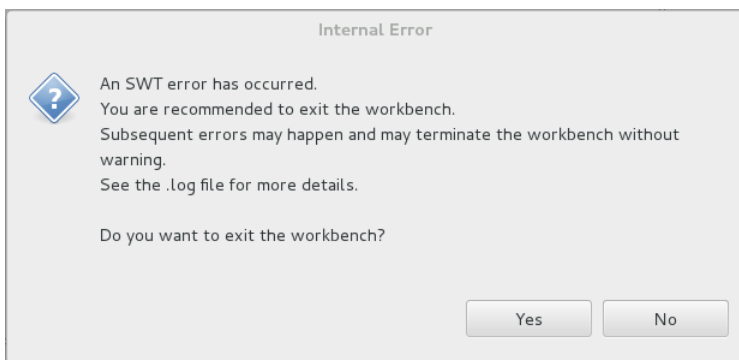 Internal Error
An SWT error has occurred.
You are recommended to exit the workbench.
Subsequent errors may happen and may terminate the workbench without
warning.
See the .log file for more details.
Do you want to exit the workbench?
Yes
No